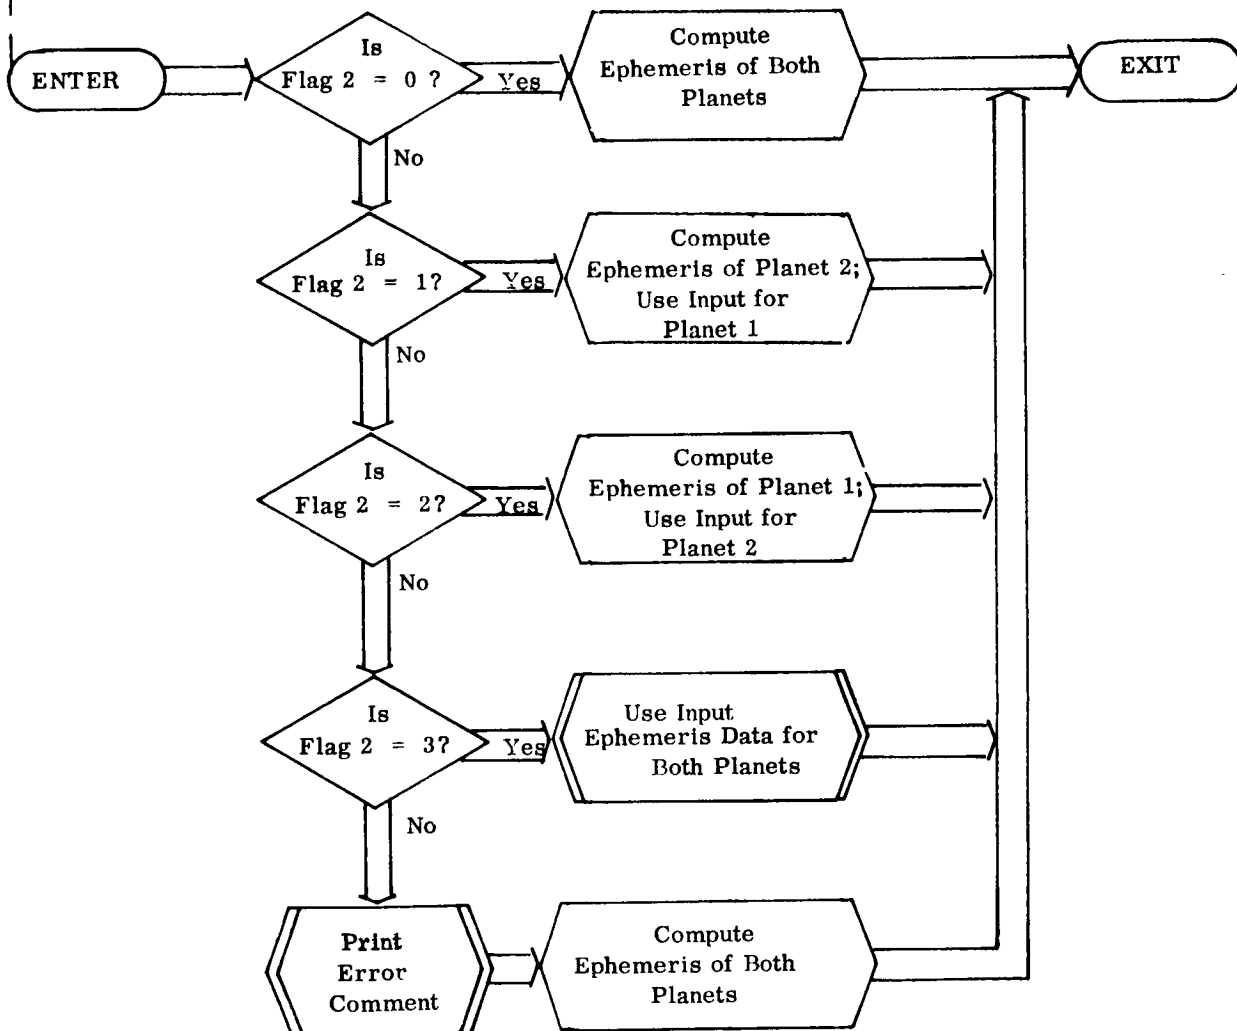 ENTER
Is
Flag 2 = 0 ?
Yes
Compute
Ephemeris of Both
Planets
EXIT
No
Is
Flag 2 = 1?
Yes
Compute
Ephemeris of Planet 2;
Use Input for
Planet 1
No
Is
Flag 2 = 2?
Yes
Compute
Ephemeris of Planet 1;
Use Input for
Planet 2
No
Is
Flag 2 = 3?
Yes
Use Input
Ephemeris Data for
Both Planets
No
Print
Error
Comment
Compute
Ephemeris of Both
Planets